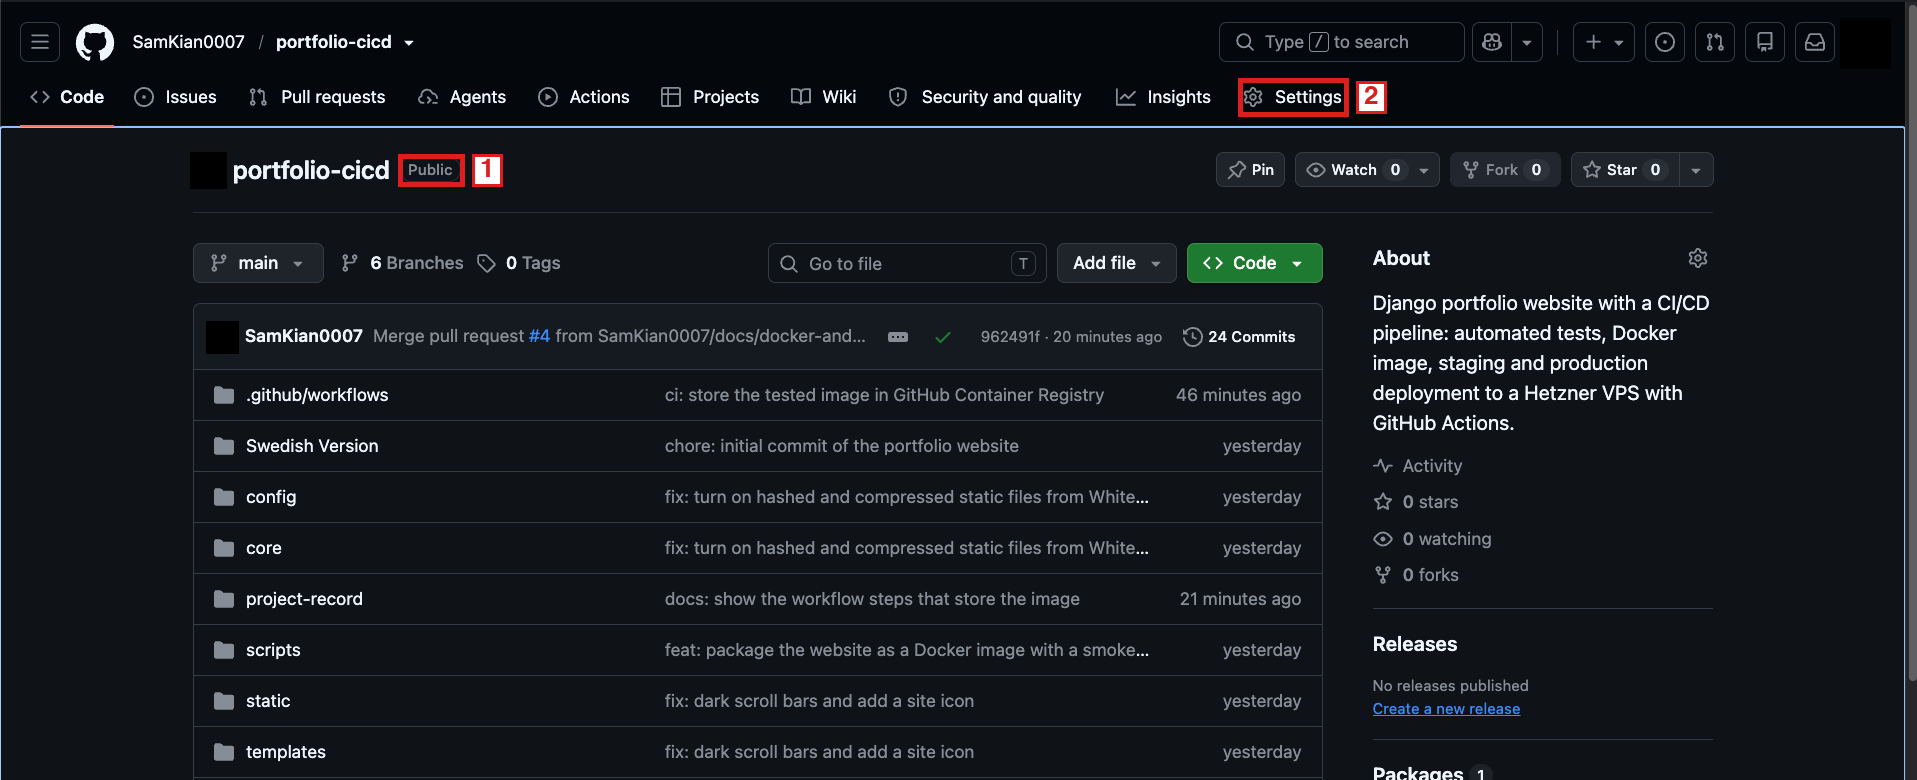 SamKian0007 / portfolio-cicd
Type / to search
Code
Issues
Pull requests
Agents
Actions
Projects
Wiki
Security and quality
Insights
Settings
2
portfolio-cicd Public 1
Pin
Watch 0
Fork 0
Star 0
main
6 Branches
0 Tags
Go to file T
Add file
Code
SamKian0007 Merge pull request #4 from SamKian0007/docs/docker-and... 962491f · 20 minutes ago 24 Commits
.github/workflows ci: store the tested image in GitHub Container Registry 46 minutes ago
Swedish Version chore: initial commit of the portfolio website yesterday
config fix: turn on hashed and compressed static files from White... yesterday
core fix: turn on hashed and compressed static files from White... yesterday
project-record docs: show the workflow steps that store the image 21 minutes ago
scripts feat: package the website as a Docker image with a smoke... yesterday
static fix: dark scroll bars and add a site icon yesterday
templates fix: dark scroll bars and add a site icon yesterday
About
Django portfolio website with a CI/CD
pipeline: automated tests, Docker
image, staging and production
deployment to a Hetzner VPS with
GitHub Actions.
Activity
0 stars
0 watching
0 forks
Releases
No releases published
Create a new release
Packages 1